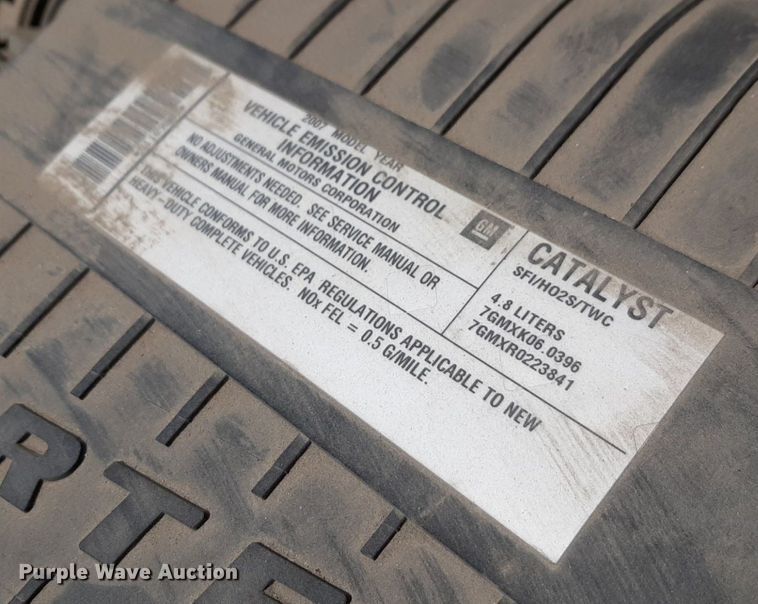 2007 MODEL YEAR
VEHICLE EMISSION CONTROL
INFORMATION
GENERAL MOTORS CORPORATION
GM
NO ADJUSTMENTS NEEDED. SEE SERVICE MANUAL OR
OWNERS MANUAL FOR MORE INFORMATION.
THIS VEHICLE CONFORMS TO U.S. EPA REGULATIONS APPLICABLE TO NEW
HEAVY-DUTY COMPLETE VEHICLES. NOx FEL = 0.5 G/MILE.
CATALYST
SFI/HO2S/TWC
4.8 LITERS
7GMXK06.0396
7GMXR0223841
RT
Purple Wave Auction